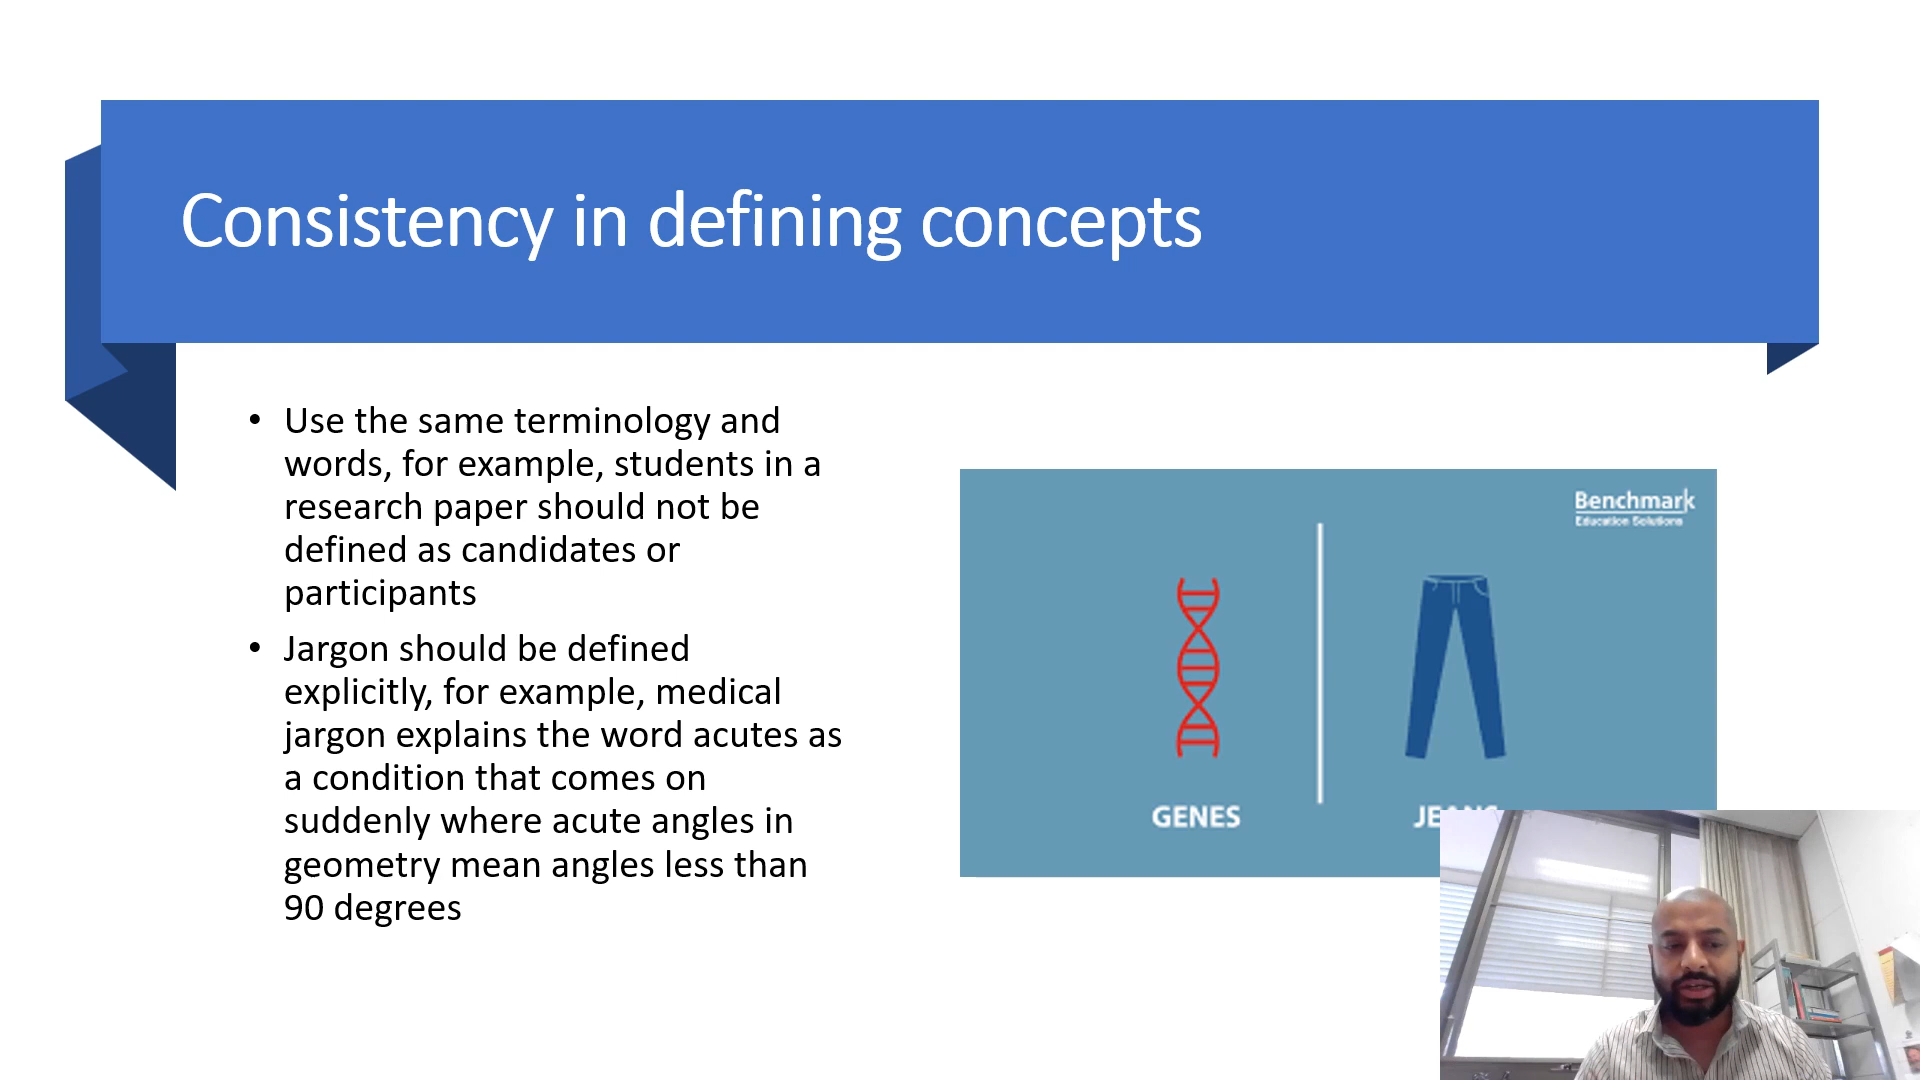 Consistency in defining concepts
• Use the same terminology and
words, for example, students in a
research paper should not be
defined as candidates or
participants
• Jargon should be defined
explicitly, for example, medical
jargon explains the word acutes as
a condition that comes on
suddenly where acute angles in
geometry mean angles less than
90 degrees
Benchmark
Education Solutions
GENES
JEANS